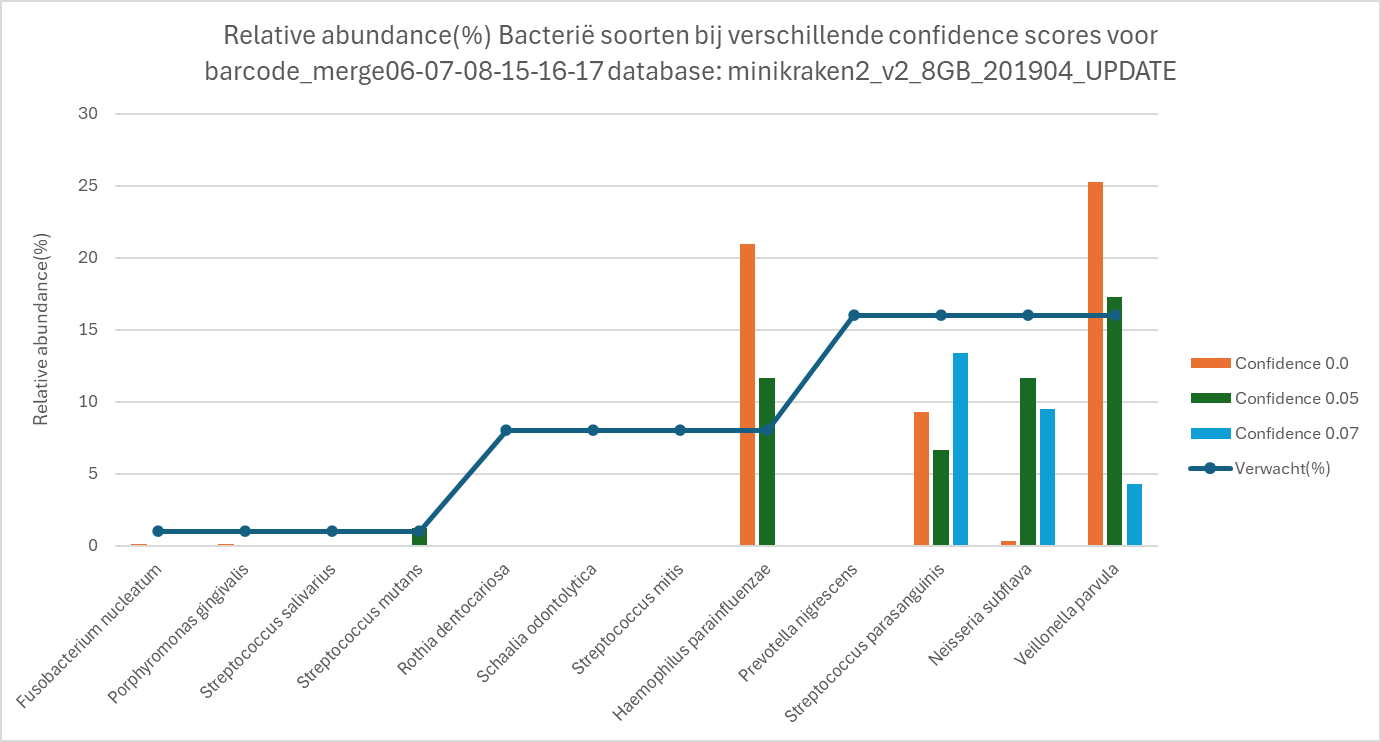 Relative abundance(%) Bacterië soorten bij verschillende confidence scores voor
barcode_merge06-07-08-15-16-17 database: minikraken2_v2_8GB_201904_UPDATE
30
25
20
15
10
5
0
Relative abundance(%)
Fusobacterium nucleatum
Porphyromonas gingivalis
Streptococcus salivarius
Streptococcus mutans
Rothia dentocariosa
Schaalia odontolytica
Streptococcus mitis
Haemophilus parainfluenzae
Prevotella nigrescens
Streptococcus parasanguinis
Neisseria subflava
Veillonella parvula
Confidence 0.0
Confidence 0.05
Confidence 0.07
Verwacht(%)